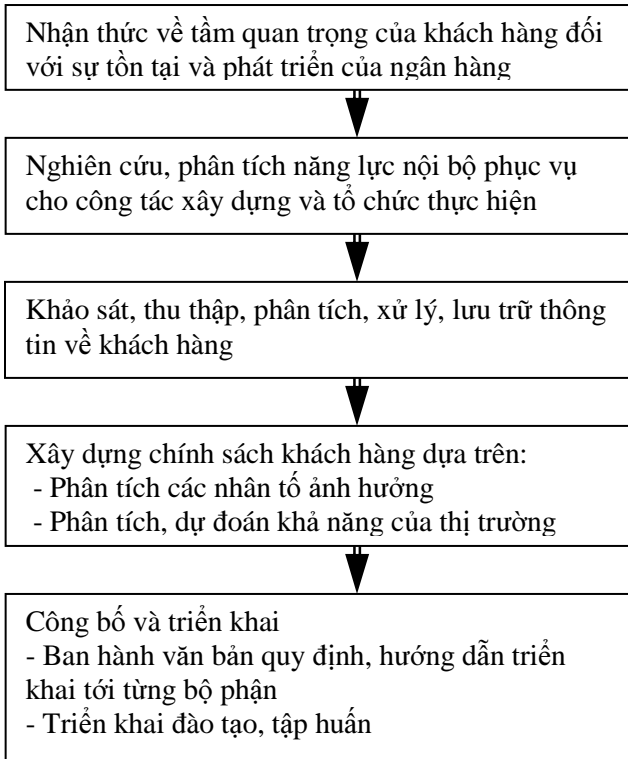 Nhận thức về tầm quan trọng của khách hàng đối
với sự tồn tại và phát triển của ngân hàng
Nghiên cứu, phân tích năng lực nội bộ phục vụ
cho công tác xây dựng và tổ chức thực hiện
Khảo sát, thu thập, phân tích, xử lý, lưu trữ thông
tin về khách hàng
Xây dựng chính sách khách hàng dựa trên:
- Phân tích các nhân tố ảnh hưởng
- Phân tích, dự đoán khả năng của thị trường
Công bố và triển khai
- Ban hành văn bản quy định, hướng dẫn triển
khai tới từng bộ phận
- Triển khai đào tạo, tập huấn